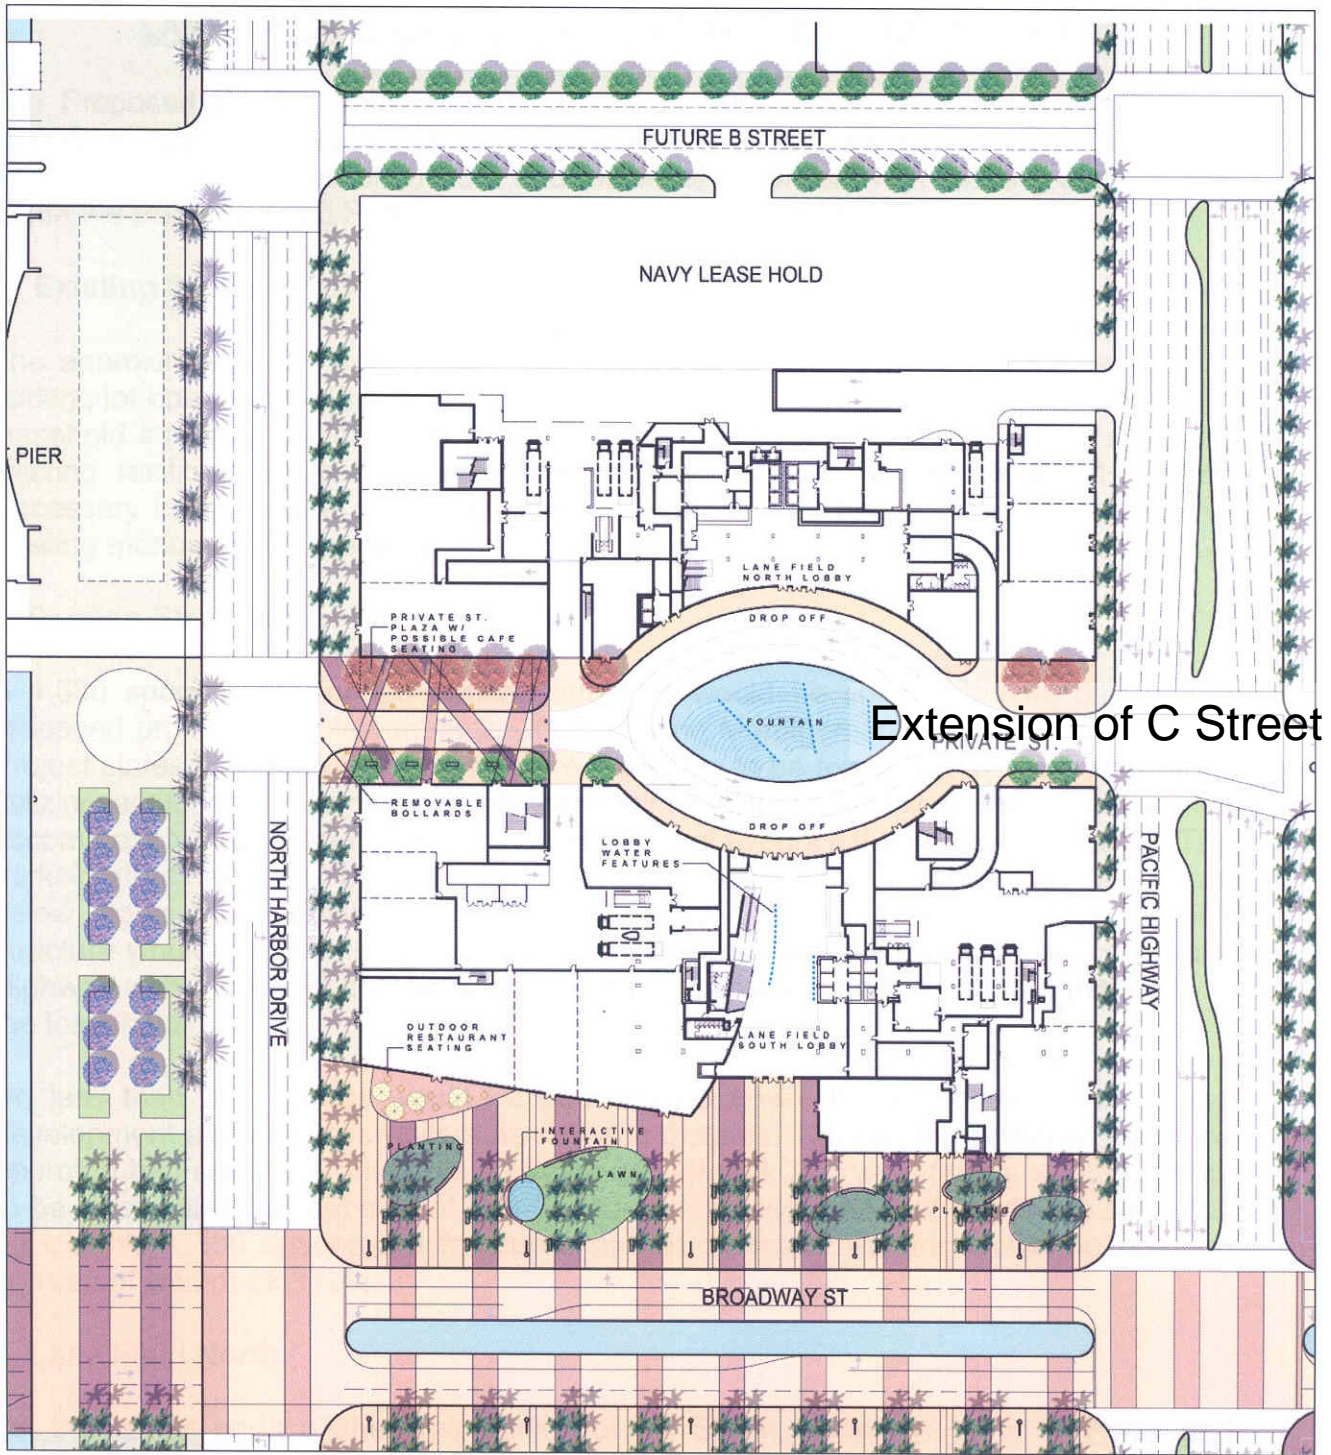 FUTURE B STREET
NAVY LEASE HOLD
PIER
LANE FIELD
NORTH LOBBY
PRIVATE ST.
PLAZA W/
POSSIBLE CAFE
SEATING
DROP OFF
FOUNTAIN
Extension of C Street
PRIVATE ST.
REMOVABLE
BOLLARDS
DROP OFF
LOBBY
WATER
FEATURES
NORTH HARBOR DRIVE
PACIFIC HIGHWAY
OUTDOOR
RESTAURANT
SEATING
LANE FIELD
SOUTH LOBBY
INTERACTIVE
FOUNTAIN
PLANTING
LAWN
PLANTING
BROADWAY ST